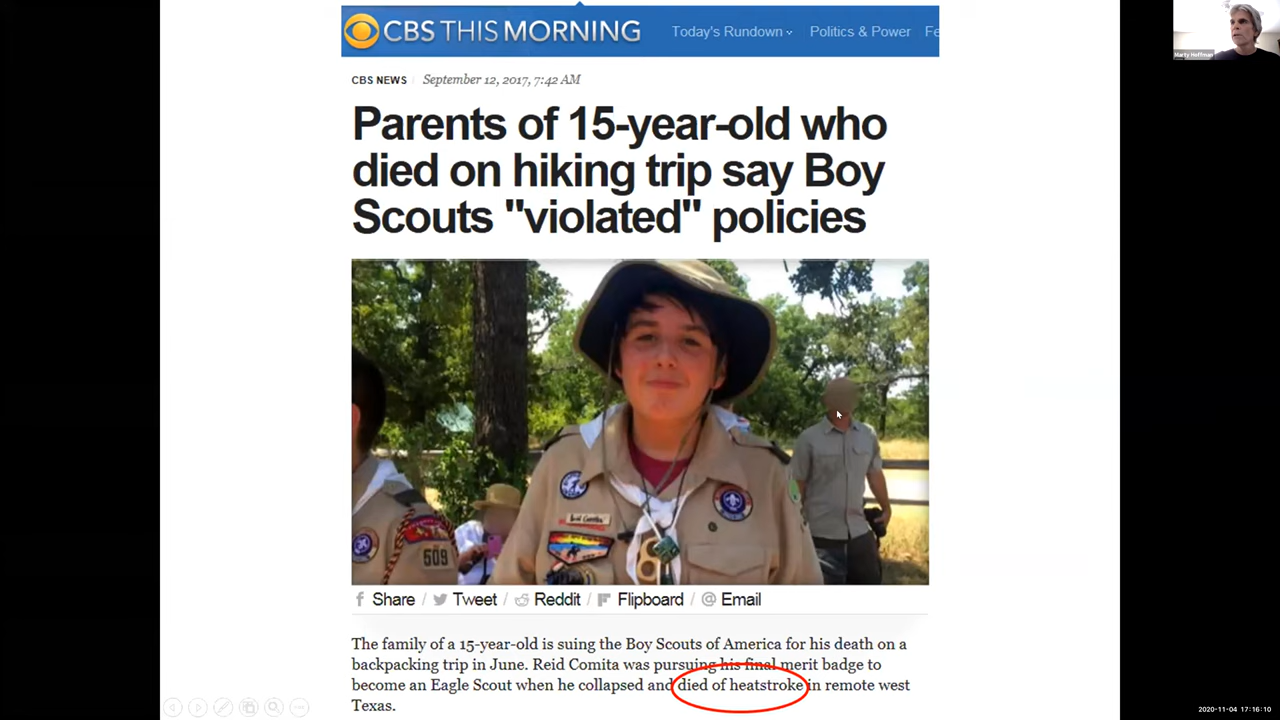 CBS THIS MORNING
Today's Rundown
Politics & Power
Fe
Marty Hoffman
CBS NEWS
September 12, 2017, 7:42 AM
Parents of 15-year-old who
died on hiking trip say Boy
Scouts "violated" policies
509
Share / Tweet / Reddit / Flipboard / @ Email
The family of a 15-year-old is suing the Boy Scouts of America for his death on a
backpacking trip in June. Reid Comita was pursuing his final merit badge to
become an Eagle Scout when he collapsed and died of heatstroke in remote west
Texas.
2020-11-04 17:16:10